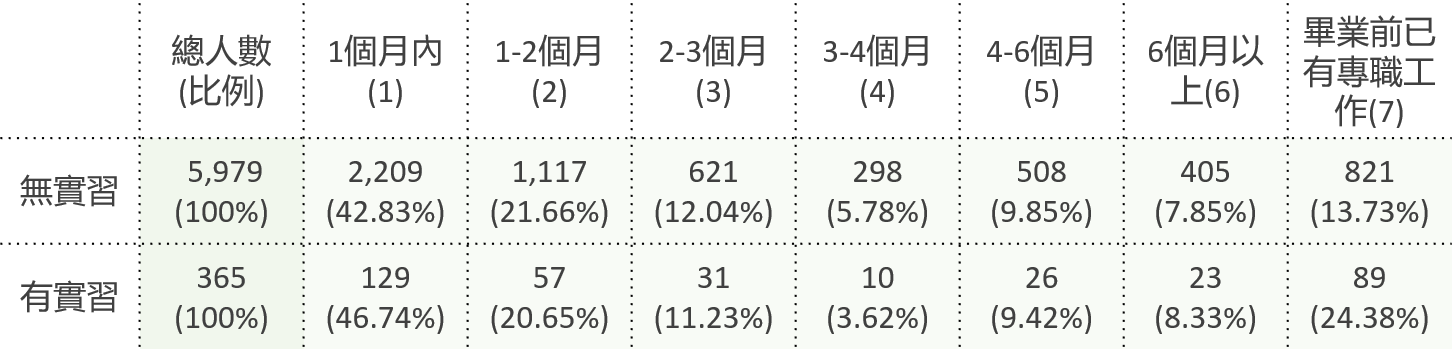 總人數
(比例)
1個月內
(1)
1-2個月
(2)
2-3個月
(3)
3-4個月
(4)
4-6個月
(5)
6個月以
上(6)
畢業前已
有專職工
作(7)
無實習
5,979
(100%)
2,209
(42.83%)
1,117
(21.66%)
621
(12.04%)
298
(5.78%)
508
(9.85%)
405
(7.85%)
821
(13.73%)
有實習
365
(100%)
129
(46.74%)
57
(20.65%)
31
(11.23%)
10
(3.62%)
26
(9.42%)
23
(8.33%)
89
(24.38%)